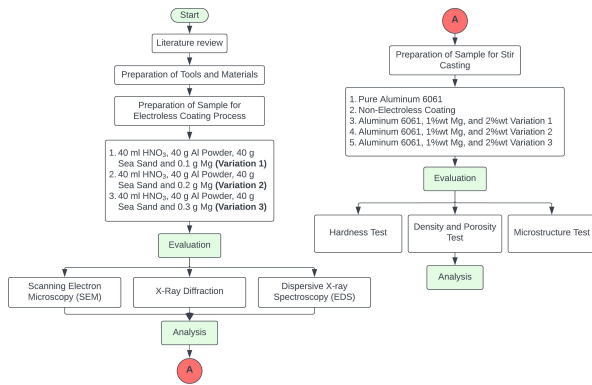 Start
Literature review
Preparation of Tools and Materials
Preparation of Sample for
Electroless Coating Process
1. 40 ml HNO₃, 40 g Al Powder, 40 g
Sea Sand and 0.1 g Mg (Variation 1)
2. 40 ml HNO₃, 40 g Al Powder, 40 g
Sea Sand and 0.2 g Mg (Variation 2)
3. 40 ml HNO₃, 40 g Al Powder, 40 g
Sea Sand and 0.3 g Mg (Variation 3)
Evaluation
Scanning Electron
Microscopy (SEM)
X-Ray Diffraction
Dispersive X-ray
Spectroscopy (EDS)
Analysis
A
A
Preparation of Sample for Stir
Casting
1. Pure Aluminum 6061
2. Non-Electroless Coating
3. Aluminum 6061, 1%wt Mg, and 2%wt Variation 1
4. Aluminum 6061, 1%wt Mg, and 2%wt Variation 2
5. Aluminum 6061, 1%wt Mg, and 2%wt Variation 3
Evaluation
Hardness Test
Density and Porosity
Test
Microstructure Test
Analysis